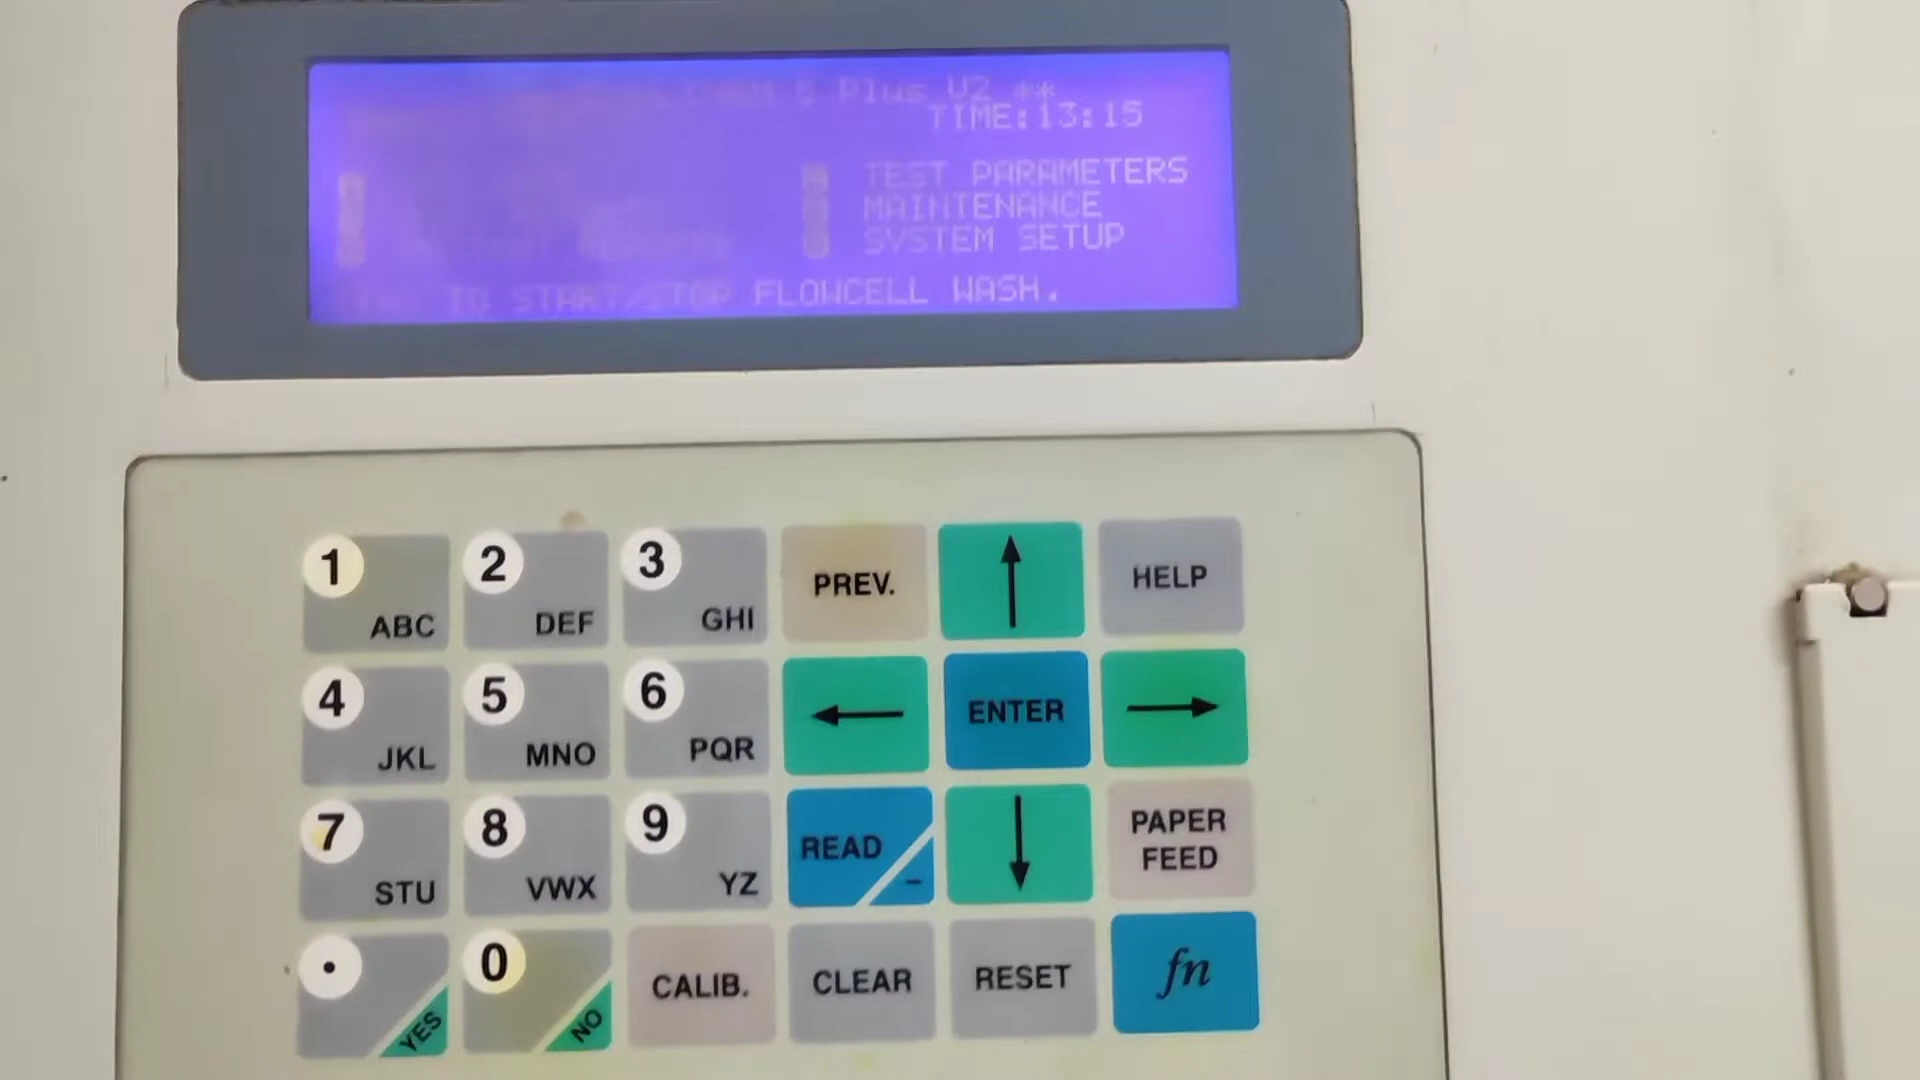 5 Plus V2 **
TIME:13:15
TEST PARAMETERS
MAINTENANCE
SYSTEM SETUP
TO START/STOP FLOWCELL WASH.
1 ABC
2 DEF
3 GHI
PREV.
↑
HELP
4 JKL
5 MNO
6 PQR
←
ENTER
→
7 STU
8 VWX
9 YZ
READ -
↓
PAPER
FEED
. YES
0 NO
CALIB.
CLEAR
RESET
fn